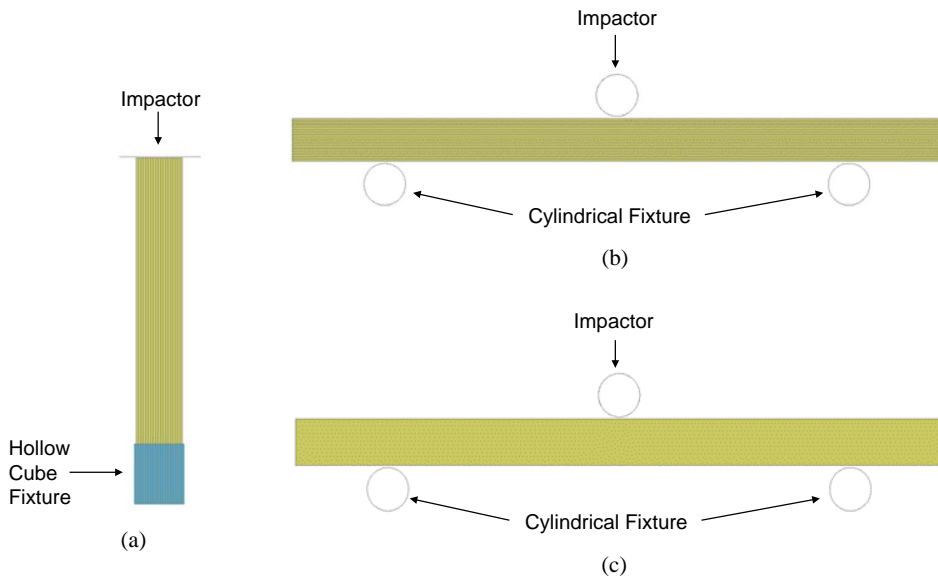 Impactor
Hollow
Cube
Fixture
(a)
Impactor
Cylindrical Fixture
(b)
Impactor
Cylindrical Fixture
(c)